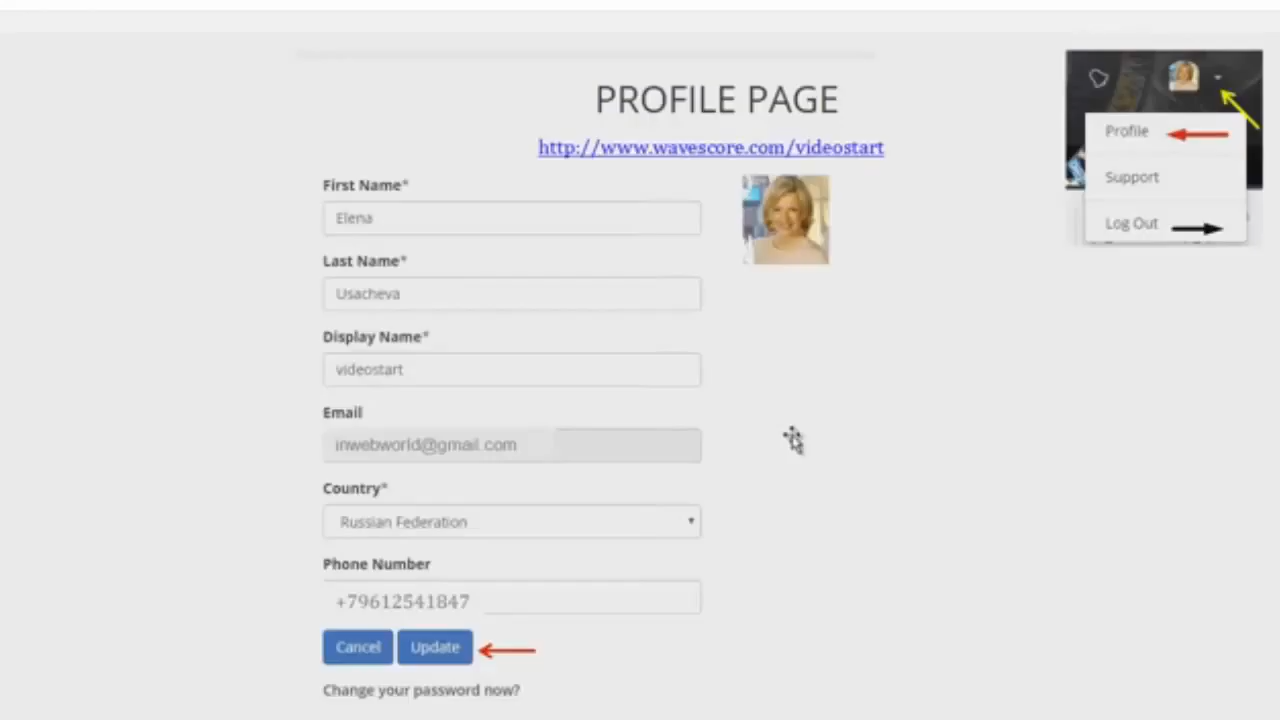 PROFILE PAGE
http://www.wavescore.com/videostart
First Name*
Elena
Last Name*
Usacheva
Display Name*
videostart
Email
inwebworld@gmail.com
Country*
Russian Federation
Phone Number
+79612541847
Cancel Update
Change your password now?
Profile
Support
Log Out